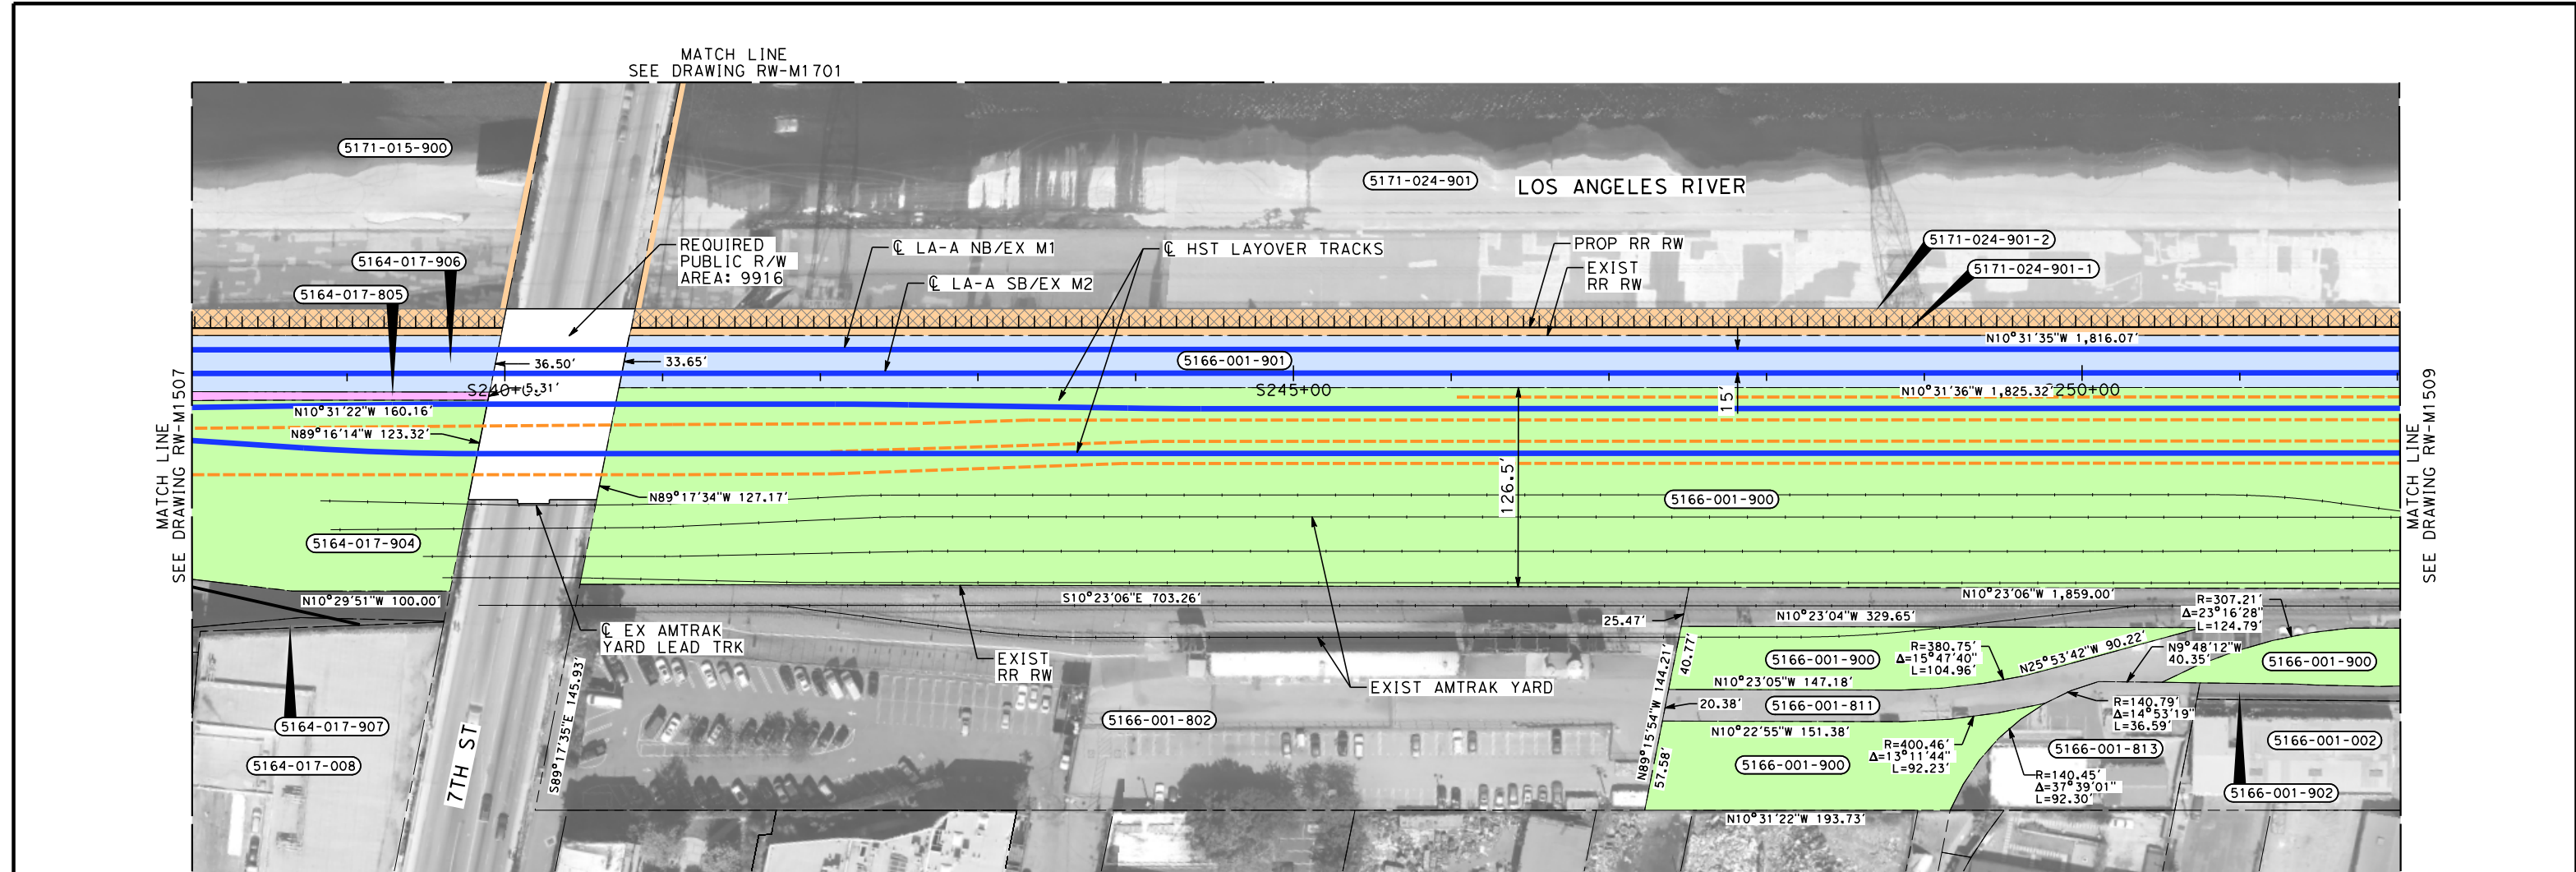 MATCH LINE
SEE DRAWING RW-M1701
5171-015-900
5171-024-901
LOS ANGELES RIVER
5164-017-906
5164-017-805
REQUIRED
PUBLIC R/W
AREA: 9916
℄ LA-A NB/EX M1
℄ LA-A SB/EX M2
℄ HST LAYOVER TRACKS
PROP RR RW
EXIST
RR RW
5171-024-901-2
5171-024-901-1
N10°31'35"W 1,816.07'
36.50'
33.65'
5166-001-901
5.31'
S245+00
15'
N10°31'36"W 1,825.32'
250+00
N10°31'22"W 160.16'
N89°16'14"W 123.32'
MATCH LINE
SEE DRAWING RW-M1507
MATCH LINE
SEE DRAWING RW-M1509
126.5'
N89°17'34"W 127.17'
5166-001-900
5164-017-904
N10°29'51"W 100.00'
S10°23'06"E 703.26'
N10°23'06"W 1,859.00'
25.47'
N10°23'04"W 329.65'
R=307.21'
Δ=23°16'28"
L=124.79'
℄ EX AMTRAK
YARD LEAD TRK
EXIST
RR RW
EXIST AMTRAK YARD
N89°15'54"W 144.21'
40.77'
5166-001-900
R=380.75'
Δ=15°47'40"
L=104.96'
N25°53'42"W 90.22'
N9°48'12"W
40.35'
5166-001-900
N10°23'05"W 147.18'
20.38'
5166-001-811
R=140.79'
Δ=14°53'19"
L=36.59'
5164-017-907
5164-017-008
7TH ST
S89°17'35"E 145.93'
5166-001-802
N10°22'55"W 151.38'
57.58'
5166-001-900
R=400.46'
Δ=13°11'44"
L=92.23'
5166-001-813
5166-001-002
R=140.45'
Δ=37°39'01"
L=92.30'
5166-001-902
N10°31'22"W 193.73'